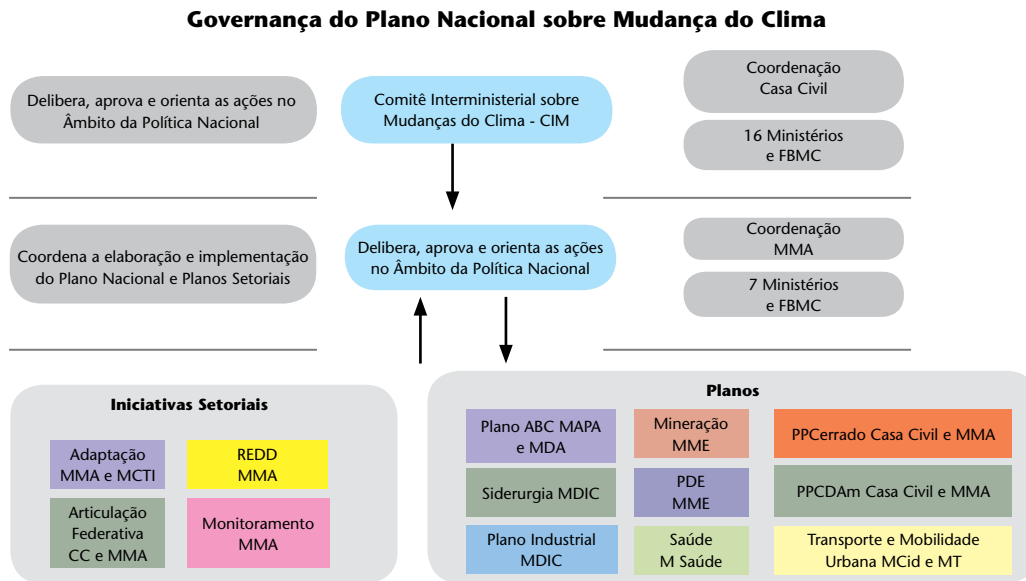 Governança do Plano Nacional sobre Mudança do Clima
Delibera, aprova e orienta as ações no
Âmbito da Política Nacional
Comitê Interministerial sobre
Mudanças do Clima - CIM
Coordenação
Casa Civil
16 Ministérios
e FBMC
Coordena a elaboração e implementação
do Plano Nacional e Planos Setoriais
Delibera, aprova e orienta as ações
no Âmbito da Política Nacional
Coordenação
MMA
7 Ministérios
e FBMC
Iniciativas Setoriais
Adaptação
MMA e MCTI
REDD
MMA
Articulação
Federativa
CC e MMA
Monitoramento
MMA
Planos
Plano ABC MAPA
e MDA
Mineração
MME
PPCerrado Casa Civil e MMA
Siderurgia MDIC
PDE
MME
PPCDAm Casa Civil e MMA
Plano Industrial
MDIC
Saúde
M Saúde
Transporte e Mobilidade
Urbana MCid e MT